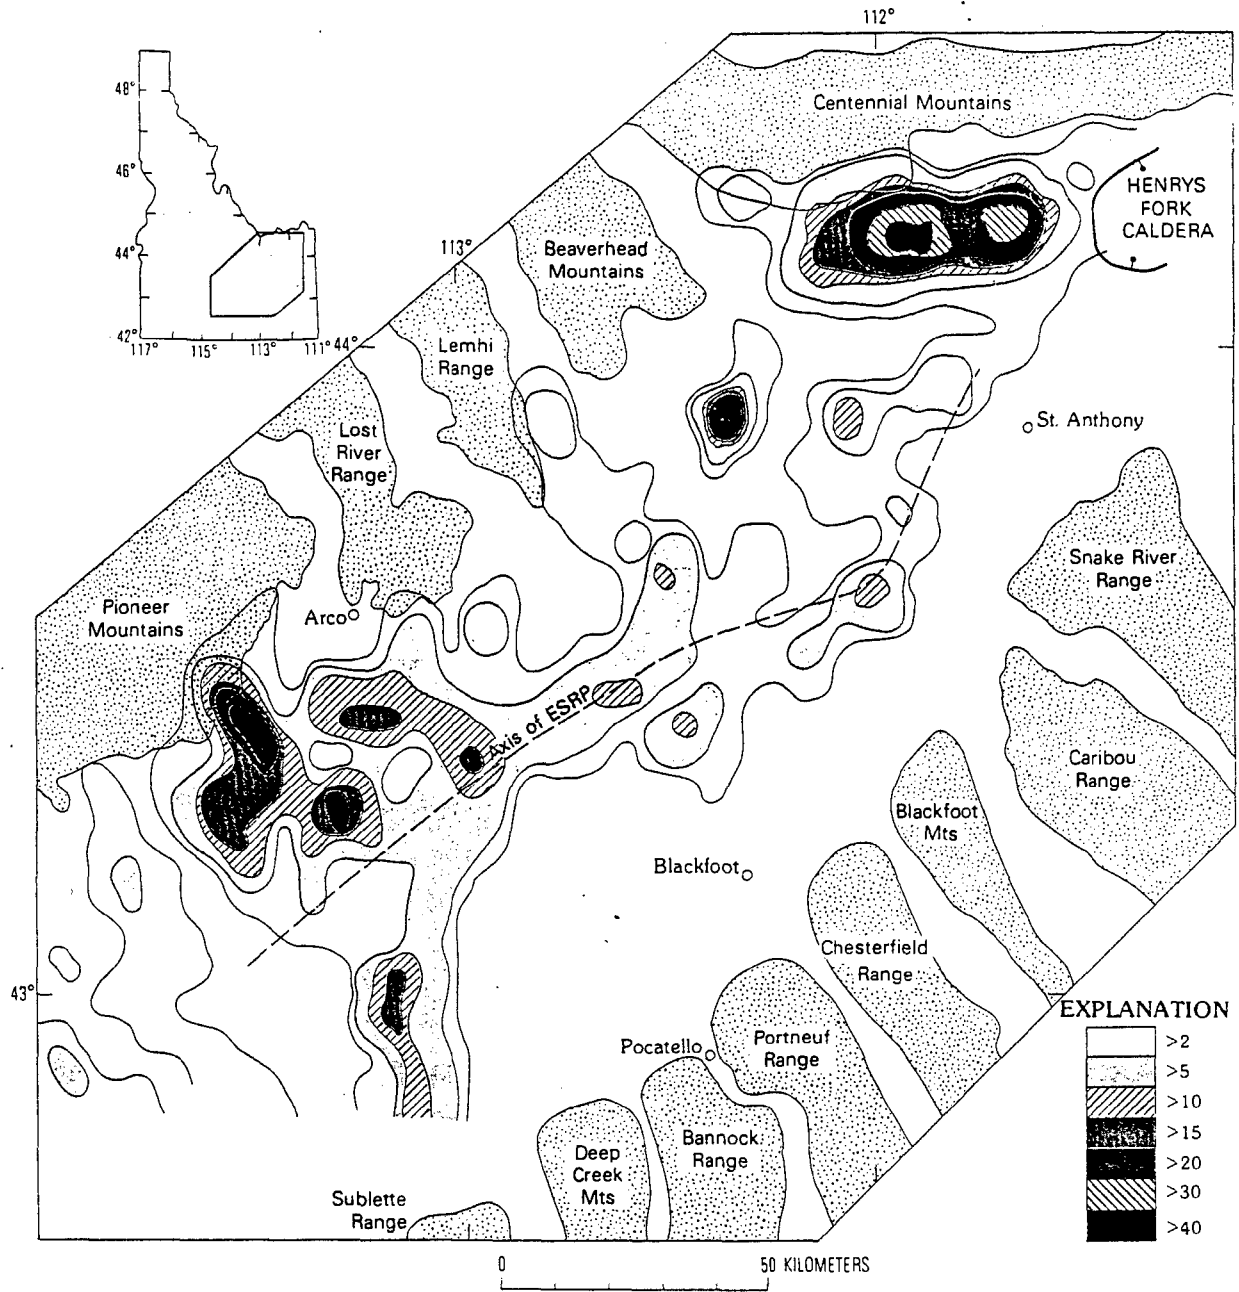 112°
48°
46°
44°
42°
117°
115°
113°
111°
44°
113°
Centennial Mountains
HENRYS
FORK
CALDERA
Beaverhead
Mountains
Lemhi
Range
Lost
River
Range
St. Anthony
Snake River
Range
Pioneer
Mountains
Arco
Axis of ESRP
Caribou
Range
Blackfoot
Mts
Blackfoot
Chesterfield
Range
43°
EXPLANATION
>2
>5
>10
>15
>20
>30
>40
Portneuf
Range
Pocatello
Bannock
Range
Deep
Creek
Mts
Sublette
Range
0 50 KILOMETERS